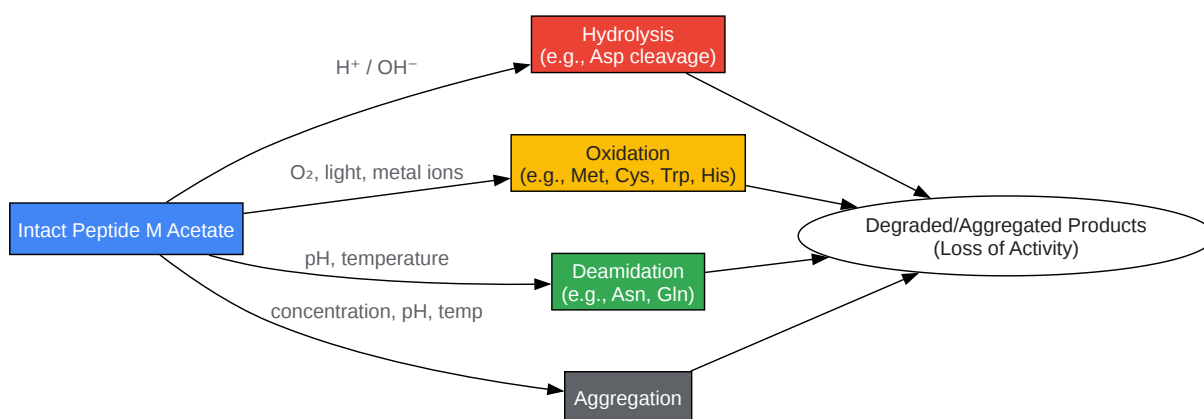 Hydrolysis
(e.g., Asp cleavage)
H⁺ / OH⁻
Oxidation
(e.g., Met, Cys, Trp, His)
O₂, light, metal ions
Intact Peptide M Acetate
Degraded/Aggregated Products
(Loss of Activity)
pH, temperature
Deamidation
(e.g., Asn, Gln)
concentration, pH, temp
Aggregation